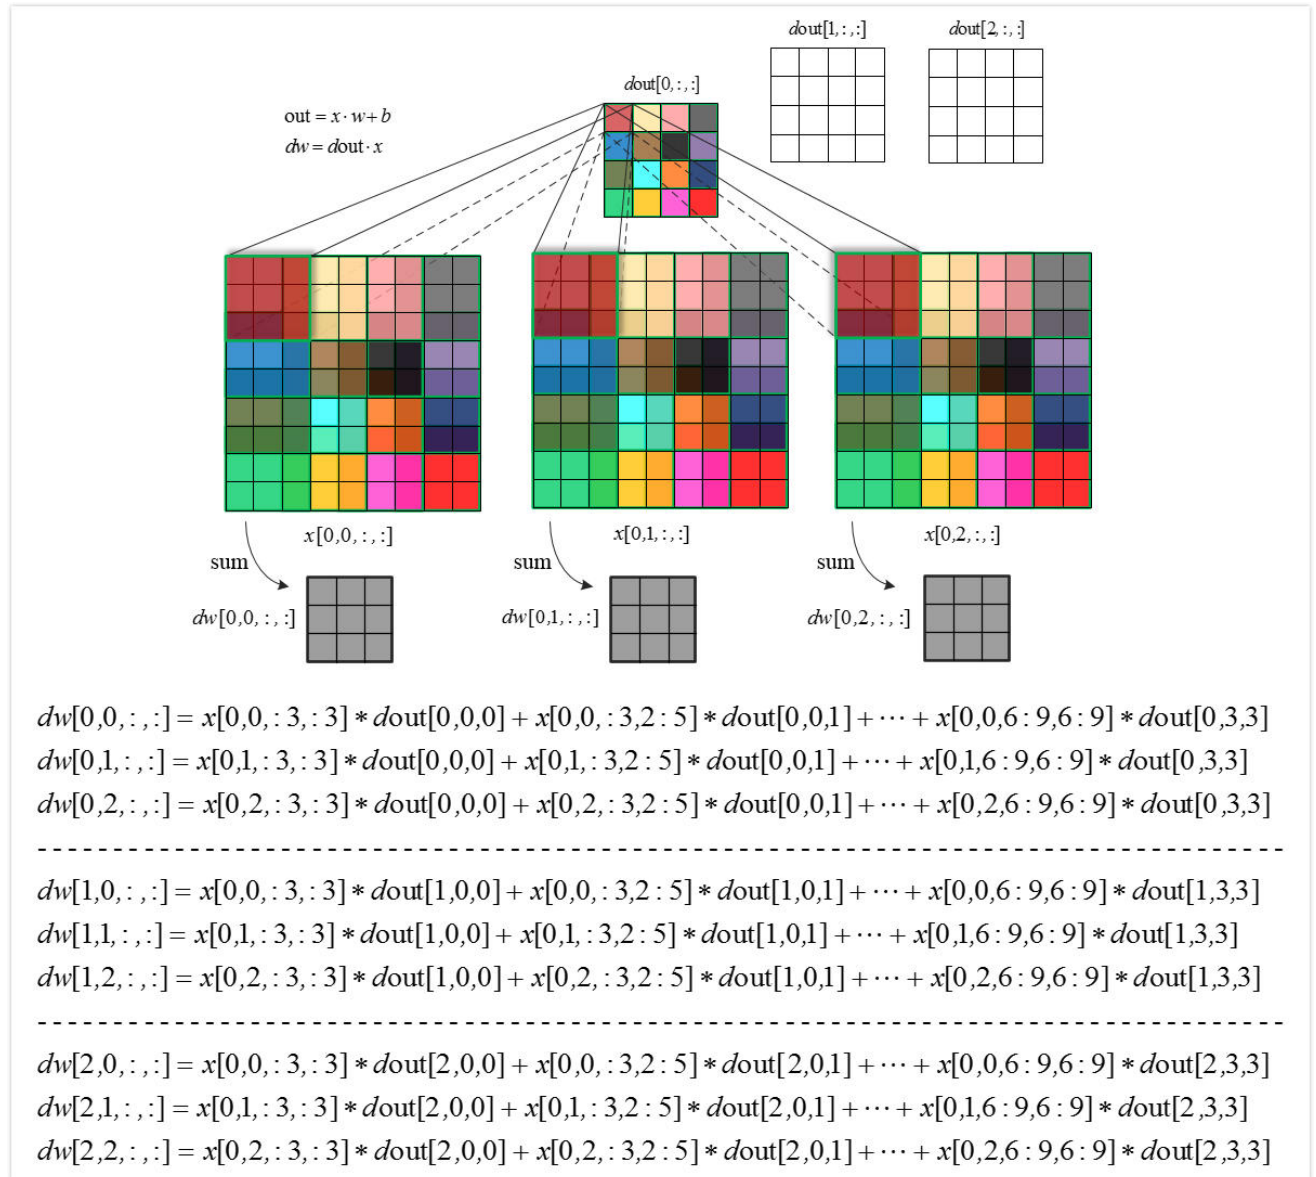 dout[1, : , :]
dout[2, : , :]
dout[0, : , :]
out = x · w + b
dw = dout · x
x[0,0, : , :]
x[0,1, : , :]
x[0,2, : , :]
sum
sum
sum
dw[0,0, : , :]
dw[0,1, : , :]
dw[0,2, : , :]
dw[0,0, : , :] = x[0,0, : 3, : 3] * dout[0,0,0] + x[0,0, : 3,2 : 5] * dout[0,0,1] + ··· + x[0,0,6 : 9,6 : 9] * dout[0,3,3]
dw[0,1, : , :] = x[0,1, : 3, : 3] * dout[0,0,0] + x[0,1, : 3,2 : 5] * dout[0,0,1] + ··· + x[0,1,6 : 9,6 : 9] * dout[0,3,3]
dw[0,2, : , :] = x[0,2, : 3, : 3] * dout[0,0,0] + x[0,2, : 3,2 : 5] * dout[0,0,1] + ··· + x[0,2,6 : 9,6 : 9] * dout[0,3,3]
dw[1,0, : , :] = x[0,0, : 3, : 3] * dout[1,0,0] + x[0,0, : 3,2 : 5] * dout[1,0,1] + ··· + x[0,0,6 : 9,6 : 9] * dout[1,3,3]
dw[1,1, : , :] = x[0,1, : 3, : 3] * dout[1,0,0] + x[0,1, : 3,2 : 5] * dout[1,0,1] + ··· + x[0,1,6 : 9,6 : 9] * dout[1,3,3]
dw[1,2, : , :] = x[0,2, : 3, : 3] * dout[1,0,0] + x[0,2, : 3,2 : 5] * dout[1,0,1] + ··· + x[0,2,6 : 9,6 : 9] * dout[1,3,3]
dw[2,0, : , :] = x[0,0, : 3, : 3] * dout[2,0,0] + x[0,0, : 3,2 : 5] * dout[2,0,1] + ··· + x[0,0,6 : 9,6 : 9] * dout[2,3,3]
dw[2,1, : , :] = x[0,1, : 3, : 3] * dout[2,0,0] + x[0,1, : 3,2 : 5] * dout[2,0,1] + ··· + x[0,1,6 : 9,6 : 9] * dout[2,3,3]
dw[2,2, : , :] = x[0,2, : 3, : 3] * dout[2,0,0] + x[0,2, : 3,2 : 5] * dout[2,0,1] + ··· + x[0,2,6 : 9,6 : 9] * dout[2,3,3]